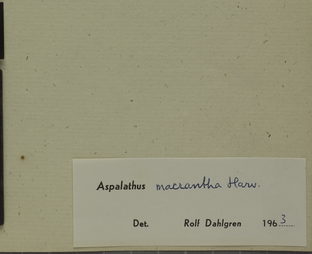 Aspalathus macrantha Harv.
Det. Rolf Dahlgren 1963